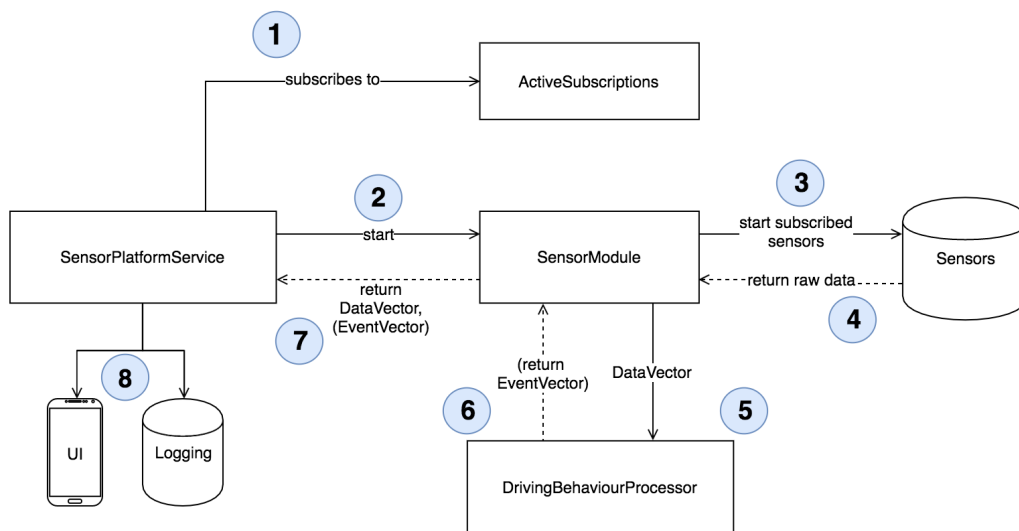 1
subscribes to
ActiveSubscriptions
2
start
3
start subscribed
sensors
SensorPlatformService
SensorModule
Sensors
return raw data
4
return
DataVector,
(EventVector)
7
(return
EventVector)
DataVector
8
6
5
UI
Logging
DrivingBehaviourProcessor